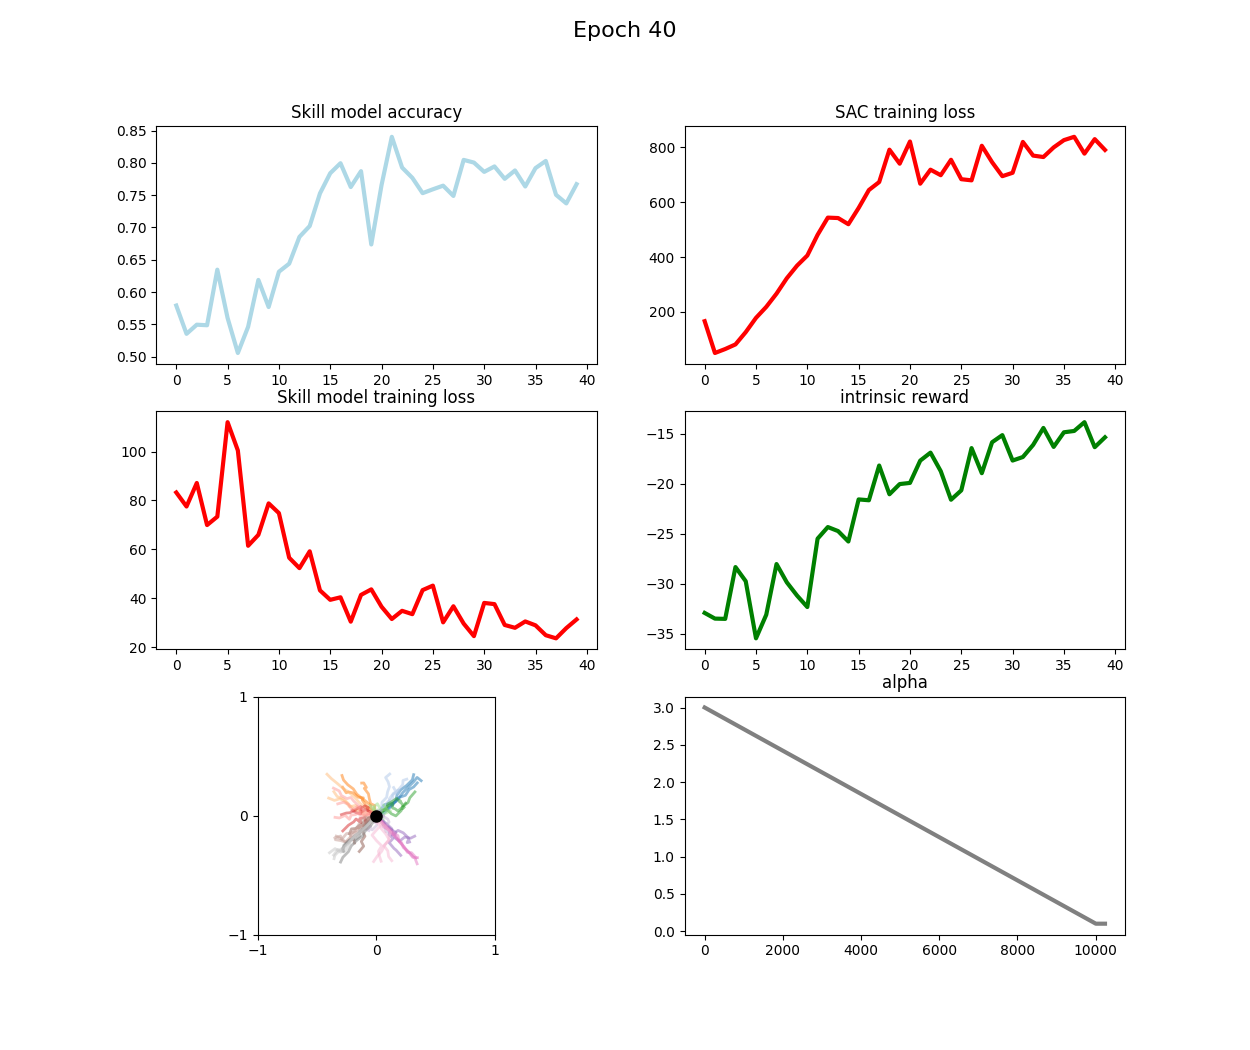 Epoch 40
Skill model accuracy
0.85
0.80
0.75
0.70
0.65
0.60
0.55
0.50
0 5 10 15 20 25 30 35 40
SAC training loss
800
600
400
200
0 5 10 15 20 25 30 35 40
Skill model training loss
100
80
60
40
20
0 5 10 15 20 25 30 35 40
intrinsic reward
−15
−20
−25
−30
−35
0 5 10 15 20 25 30 35 40
1
0
−1
−1 0 1
alpha
3.0
2.5
2.0
1.5
1.0
0.5
0.0
0 2000 4000 6000 8000 10000